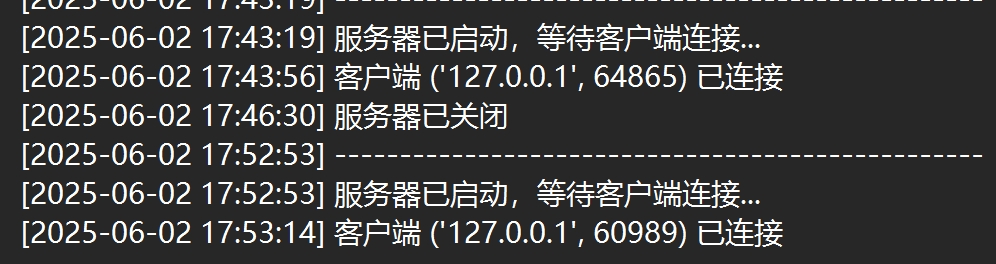 [2025-06-02 17:43:19] --------------------------------------------------
[2025-06-02 17:43:19] 服务器已启动，等待客户端连接...
[2025-06-02 17:43:56] 客户端 ('127.0.0.1', 64865) 已连接
[2025-06-02 17:46:30] 服务器已关闭
[2025-06-02 17:52:53] --------------------------------------------------
[2025-06-02 17:52:53] 服务器已启动，等待客户端连接...
[2025-06-02 17:53:14] 客户端 ('127.0.0.1', 60989) 已连接